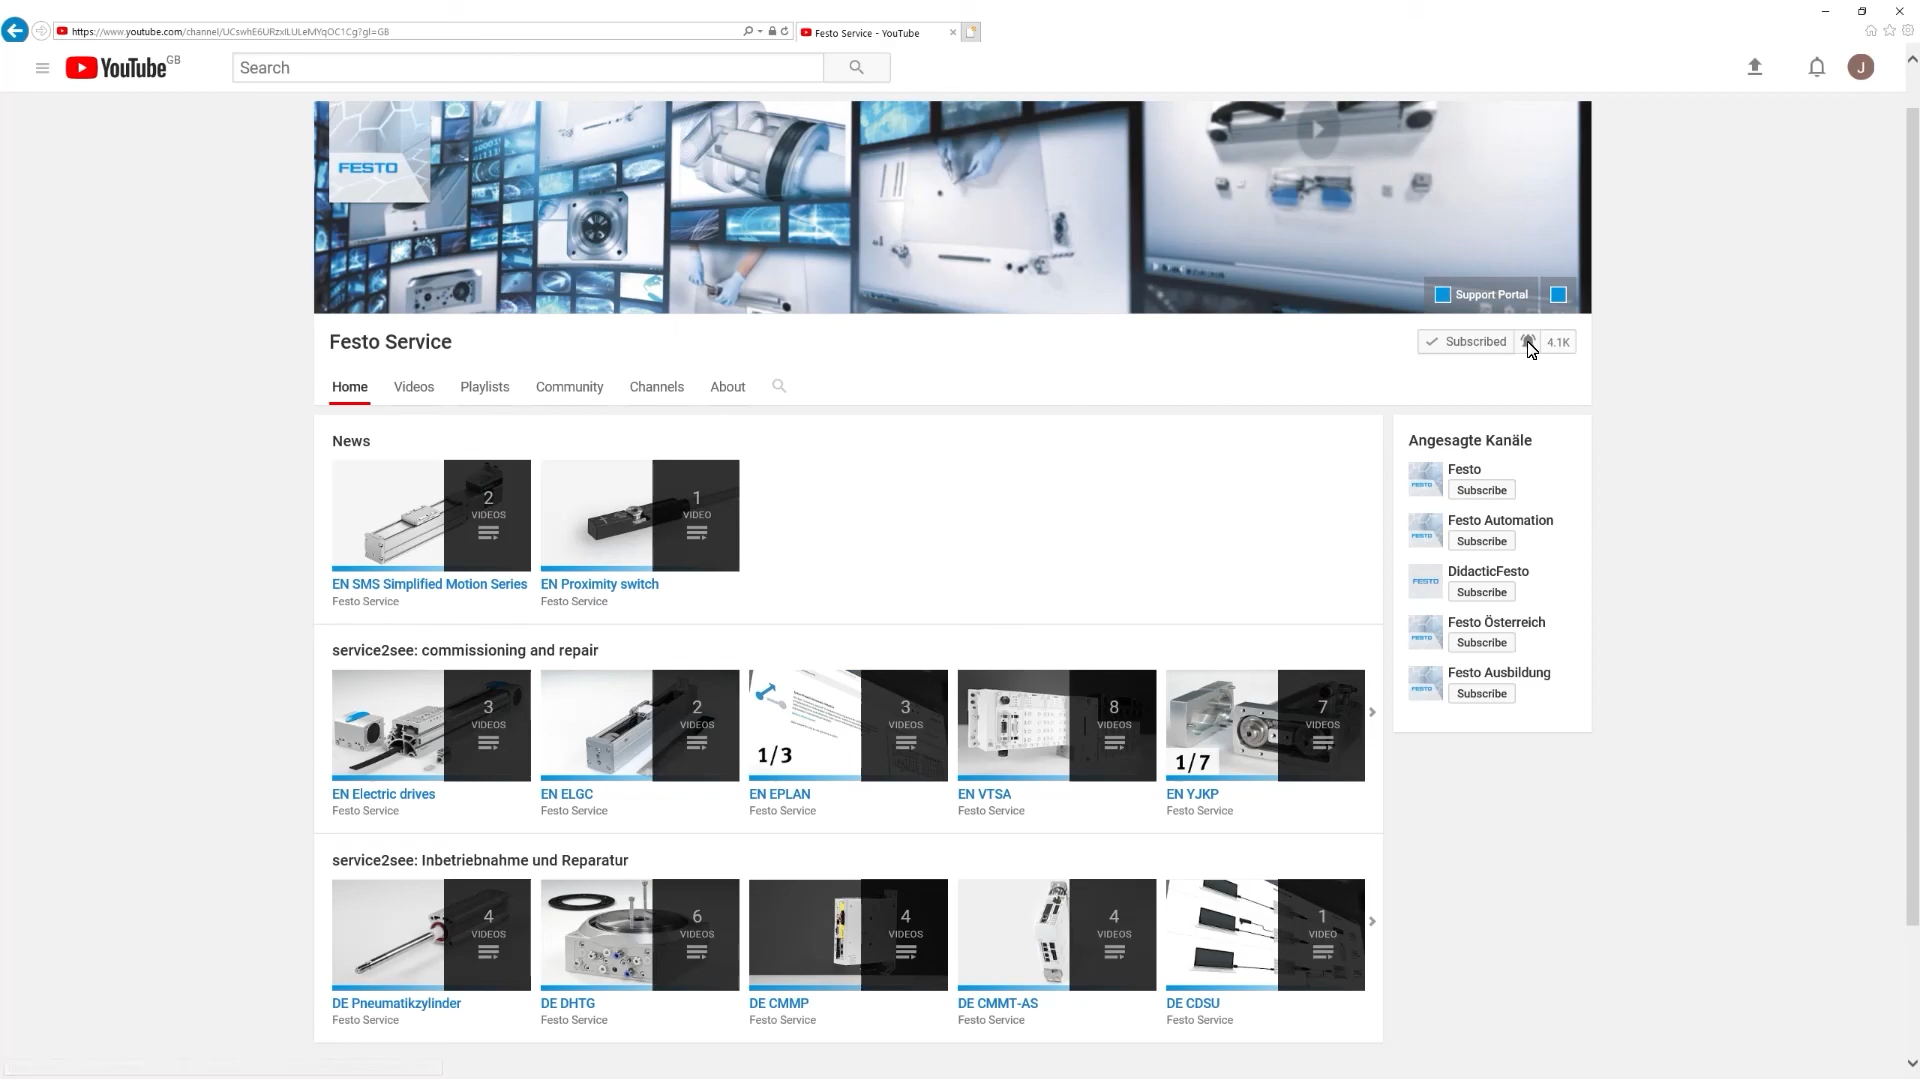 https://www.youtube.com/channel/UCswhE6URzxiLULeMYqOC1Cg?gl=GB
Festo Service - YouTube
YouTube GB
Search
J
FESTO
Support Portal
Festo Service
Subscribed
4.1K
Home
Videos
Playlists
Community
Channels
About
News
2
VIDEOS
EN SMS Simplified Motion Series
Festo Service
1
VIDEO
EN Proximity switch
Festo Service
service2see: commissioning and repair
3
VIDEOS
EN Electric drives
Festo Service
2
VIDEOS
EN ELGC
Festo Service
1/3
3
VIDEOS
EN EPLAN
Festo Service
8
VIDEOS
EN VTSA
Festo Service
1/7
7
VIDEOS
EN YJKP
Festo Service
service2see: Inbetriebnahme und Reparatur
4
VIDEOS
DE Pneumatikzylinder
Festo Service
6
VIDEOS
DE DHTG
Festo Service
4
VIDEOS
DE CMMP
Festo Service
4
VIDEOS
DE CMMT-AS
Festo Service
1
VIDEO
DE CDSU
Festo Service
Angesagte Kanäle
FESTO
Festo
Subscribe
FESTO
Festo Automation
Subscribe
FESTO
DidacticFesto
Subscribe
FESTO
Festo Österreich
Subscribe
FESTO
Festo Ausbildung
Subscribe